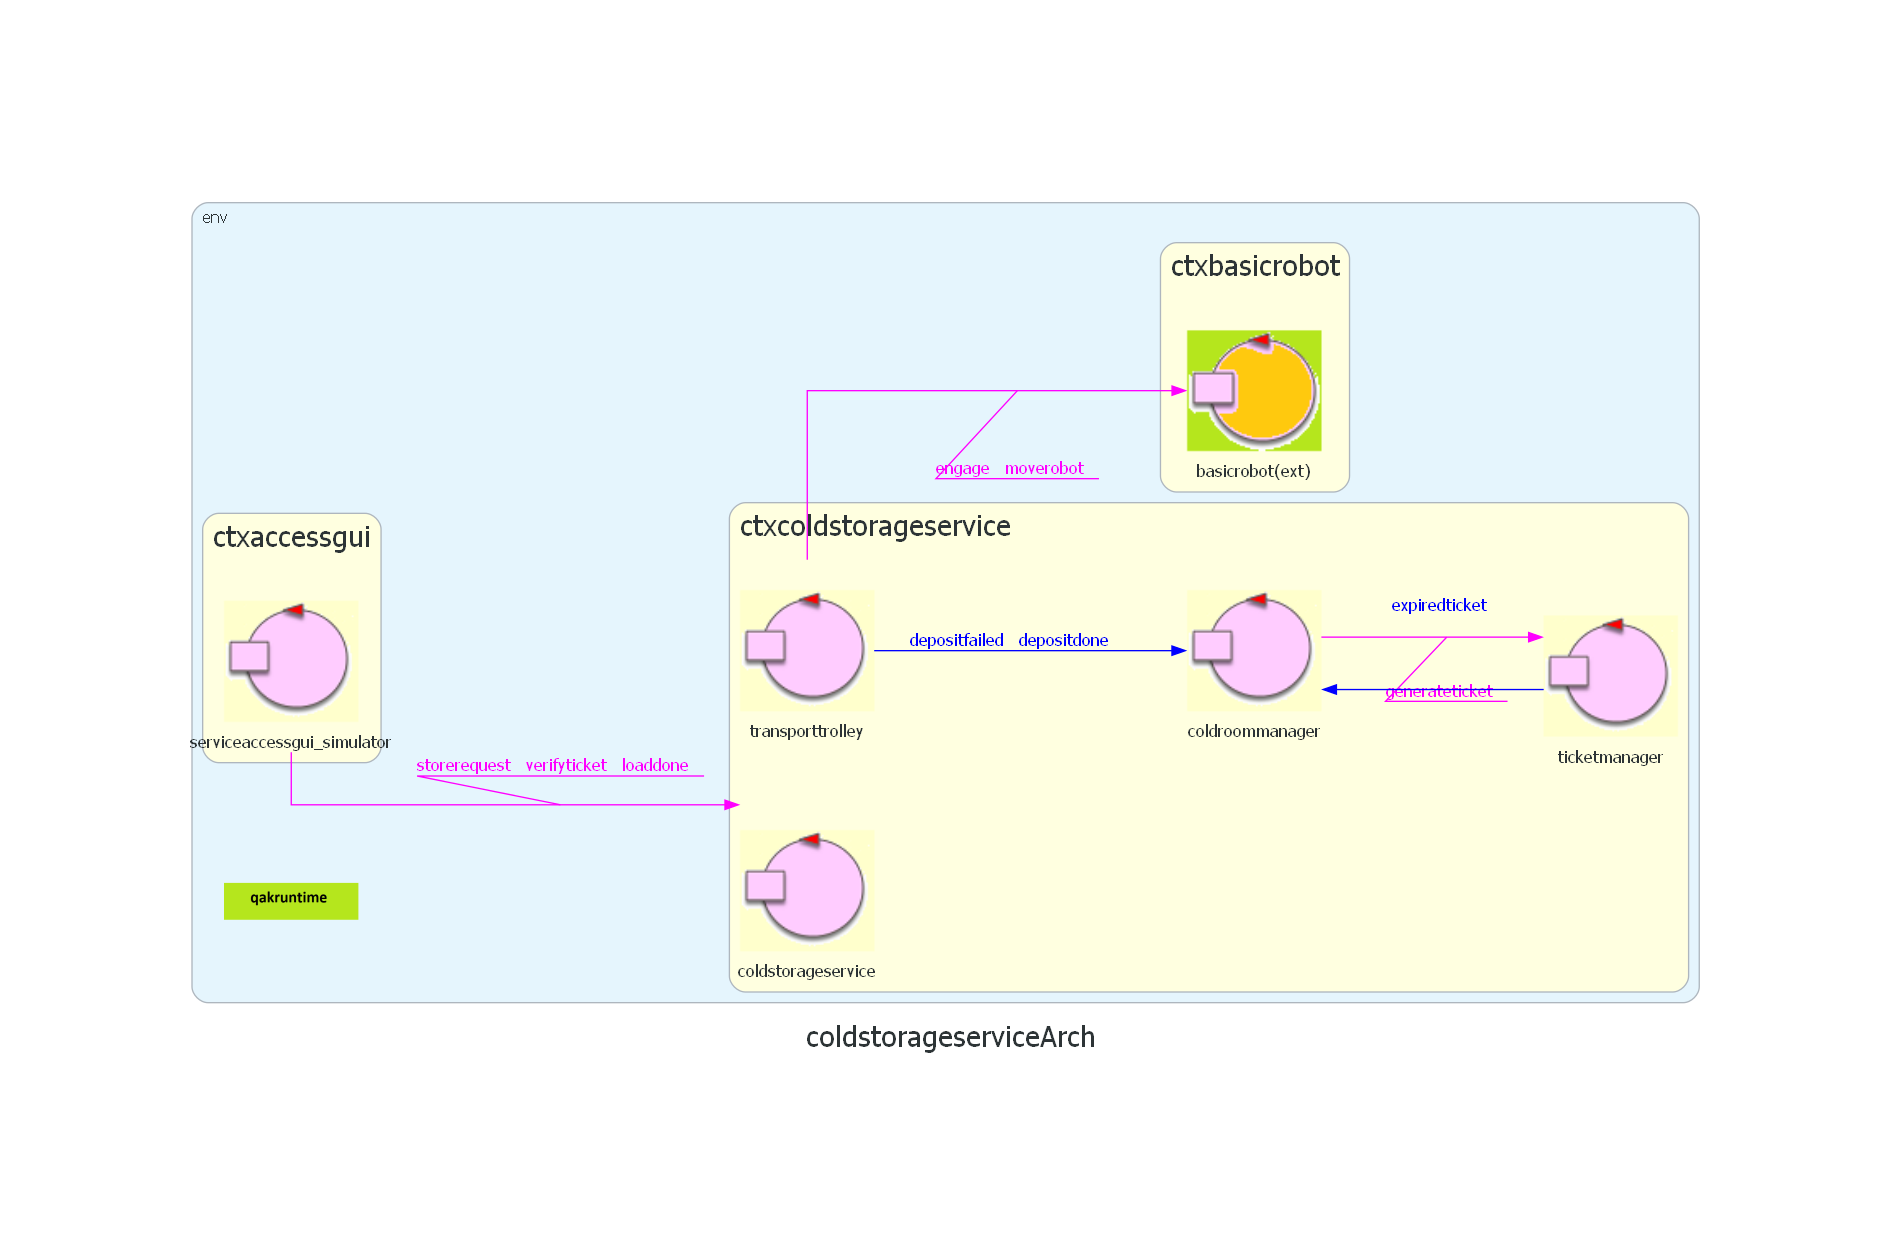 env
ctxbasicrobot
engage moverobot
basicrobot(ext)
ctxaccessgui
serviceaccessgui_simulator
ctxcoldstorageservice
depositfailed depositdone
transporttrolley
coldroommanager
expiredticket
generateticket
ticketmanager
storerequest verifyticket loaddone
qakruntime
coldstorageservice
coldstorageserviceArch